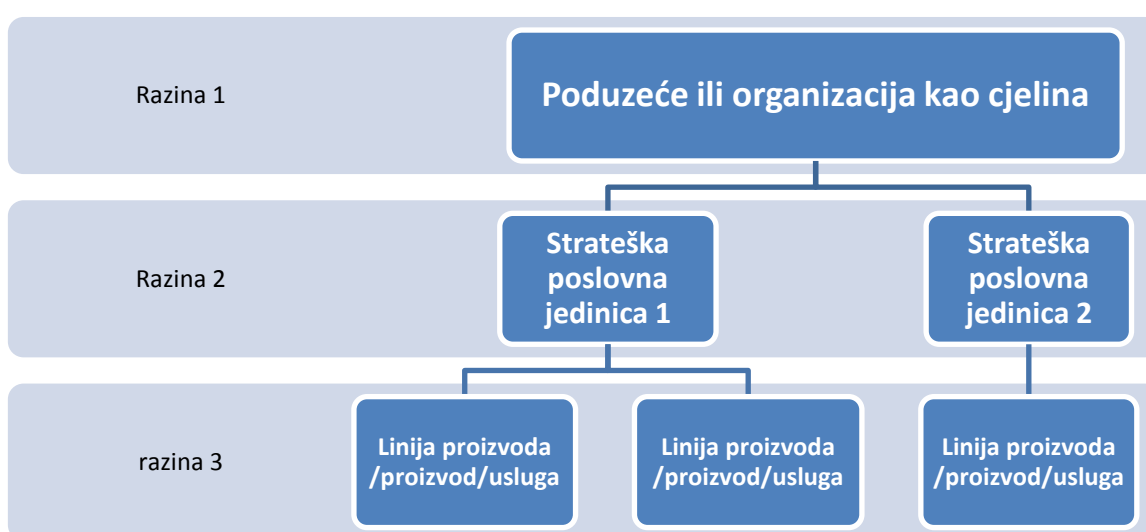 Razina 1
Poduzeće ili organizacija kao cjelina
Razina 2
Strateška
poslovna
jedinica 1
Strateška
poslovna
jedinica 2
razina 3
Linija proizvoda
/proizvod/usluga
Linija proizvoda
/proizvod/usluga
Linija proizvoda
/proizvod/usluga